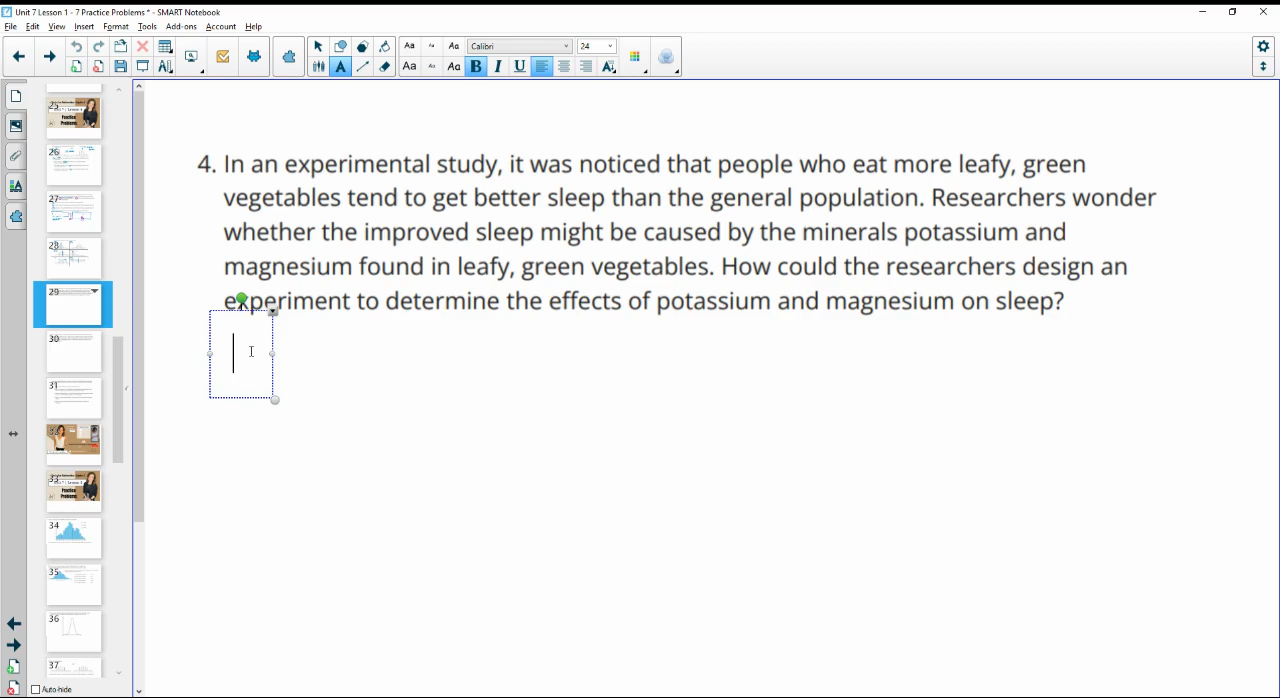 Unit 7 Lesson 1 - 7 Practice Problems * - SMART Notebook
File Edit View Insert Format Tools Add-ons Account Help
Calibri 24
25
Practice
Problems
26
27
28
29
30
31
33
34
35
36
37
Auto-hide
4. In an experimental study, it was noticed that people who eat more leafy, green
vegetables tend to get better sleep than the general population. Researchers wonder
whether the improved sleep might be caused by the minerals potassium and
magnesium found in leafy, green vegetables. How could the researchers design an
experiment to determine the effects of potassium and magnesium on sleep?